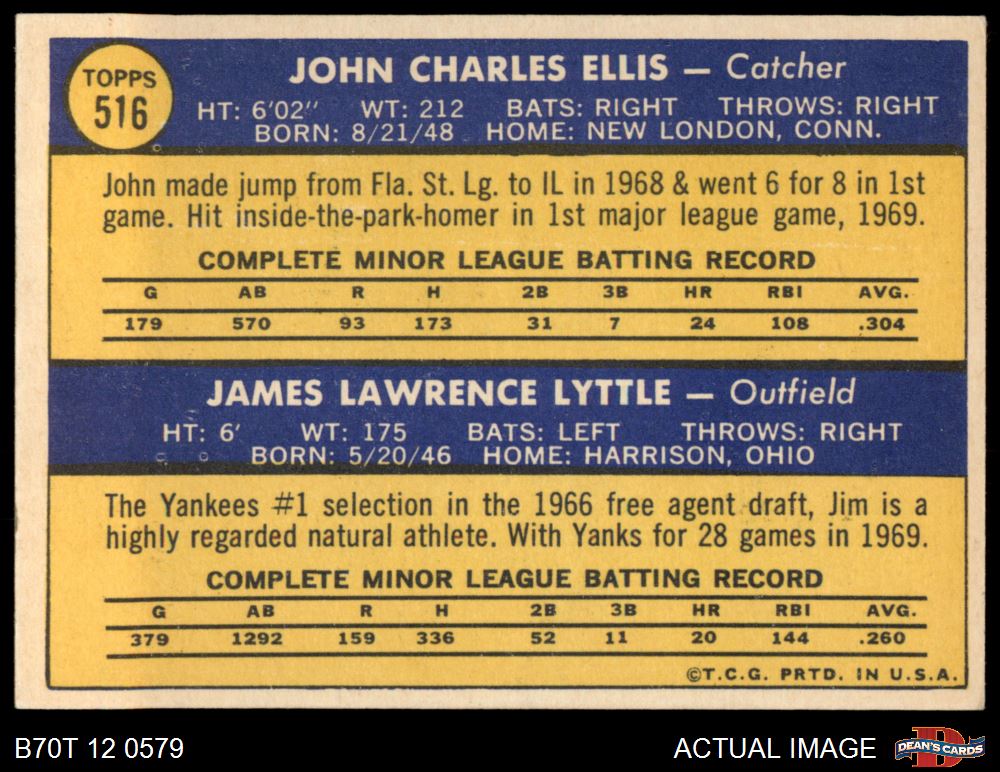 TOPPS
516
JOHN CHARLES ELLIS — Catcher
HT: 6'02" WT: 212 BATS: RIGHT THROWS: RIGHT
BORN: 8/21/48 HOME: NEW LONDON, CONN.
John made jump from Fla. St. Lg. to IL in 1968 & went 6 for 8 in 1st
game. Hit inside-the-park-homer in 1st major league game, 1969.
COMPLETE MINOR LEAGUE BATTING RECORD
G AB R H 2B 3B HR RBI AVG.
179 570 93 173 31 7 24 108 .304
JAMES LAWRENCE LYTTLE — Outfield
HT: 6' WT: 175 BATS: LEFT THROWS: RIGHT
BORN: 5/20/46 HOME: HARRISON, OHIO
The Yankees #1 selection in the 1966 free agent draft, Jim is a
highly regarded natural athlete. With Yanks for 28 games in 1969.
COMPLETE MINOR LEAGUE BATTING RECORD
G AB R H 2B 3B HR RBI AVG.
379 1292 159 336 52 11 20 144 .260
©T.C.G. PRTD. IN U.S.A.
B70T 12 0579
ACTUAL IMAGE
DEAN'S CARDS